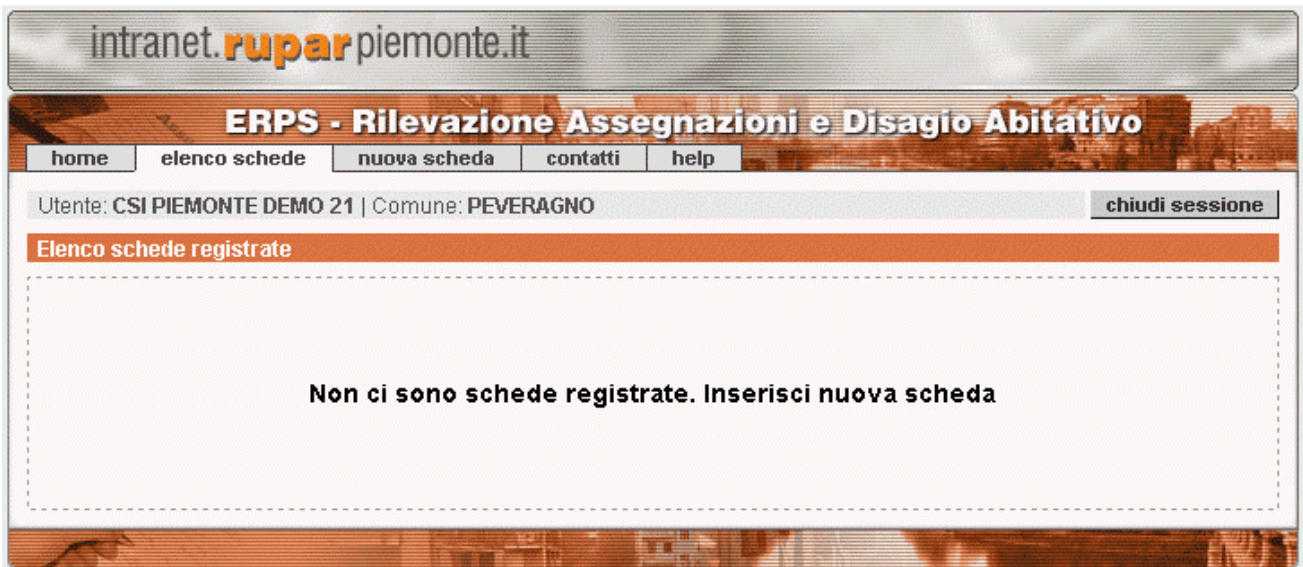 intranet.ruparpiemonte.it
ERPS - Rilevazione Assegnazioni e Disagio Abitativo
home elenco schede nuova scheda contatti help
Utente: CSI PIEMONTE DEMO 21 | Comune: PEVERAGNO chiudi sessione
Elenco schede registrate
Non ci sono schede registrate. Inserisci nuova scheda